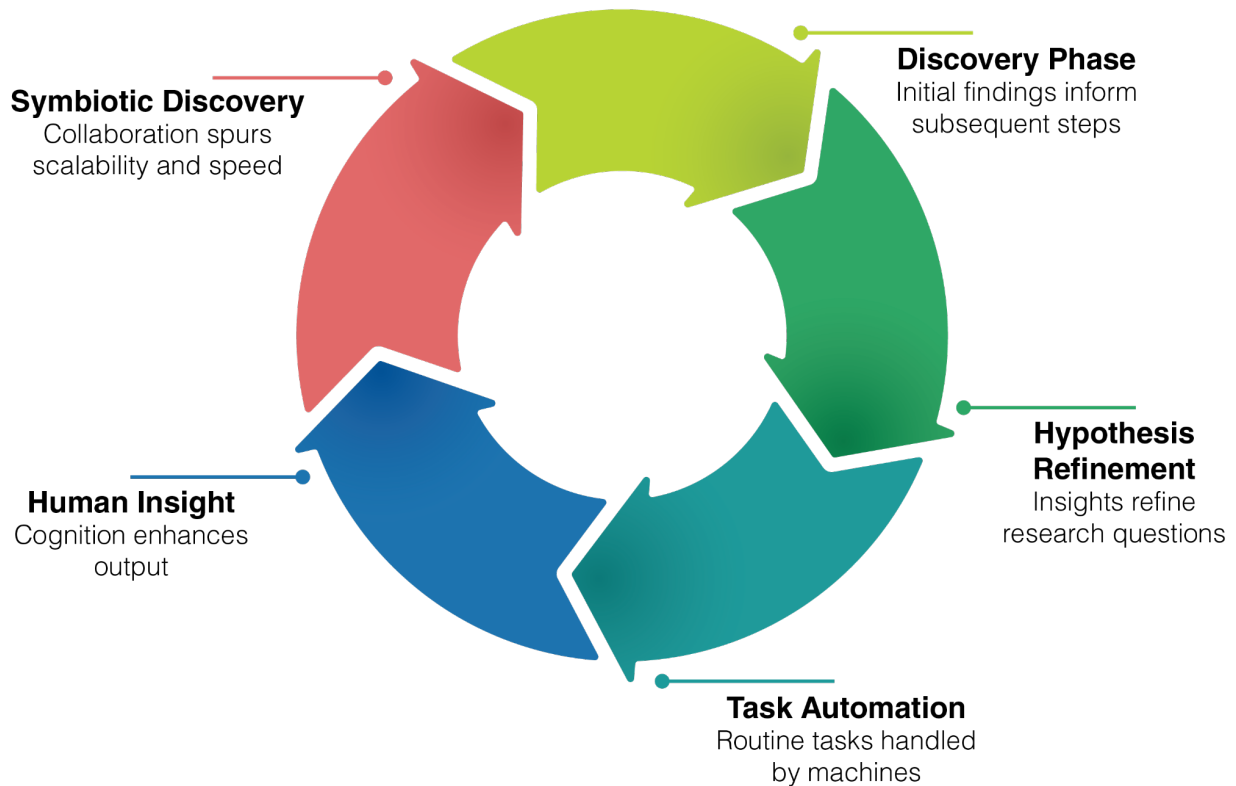 Discovery Phase
Initial findings inform
subsequent steps
Symbiotic Discovery
Collaboration spurs
scalability and speed
Hypothesis
Refinement
Insights refine
research questions
Human Insight
Cognition enhances
output
Task Automation
Routine tasks handled
by machines